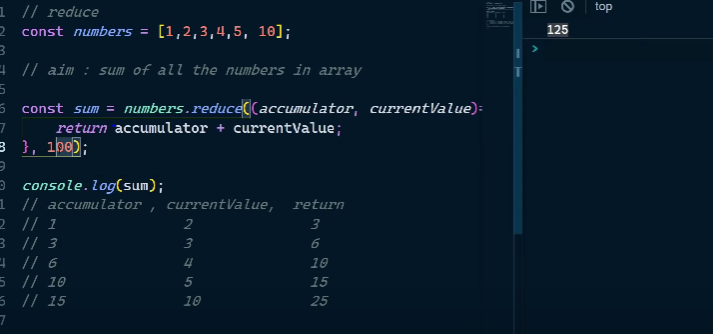 // reduce
const numbers = [1,2,3,4,5, 10];
// aim : sum of all the numbers in array
const sum = numbers.reduce((accumulator, currentValue)=
return accumulator + currentValue;
}, 100);
console.log(sum);
// accumulator , currentValue, return
// 1 2 3
// 3 3 6
// 6 4 10
// 10 5 15
// 15 10 25
top
125